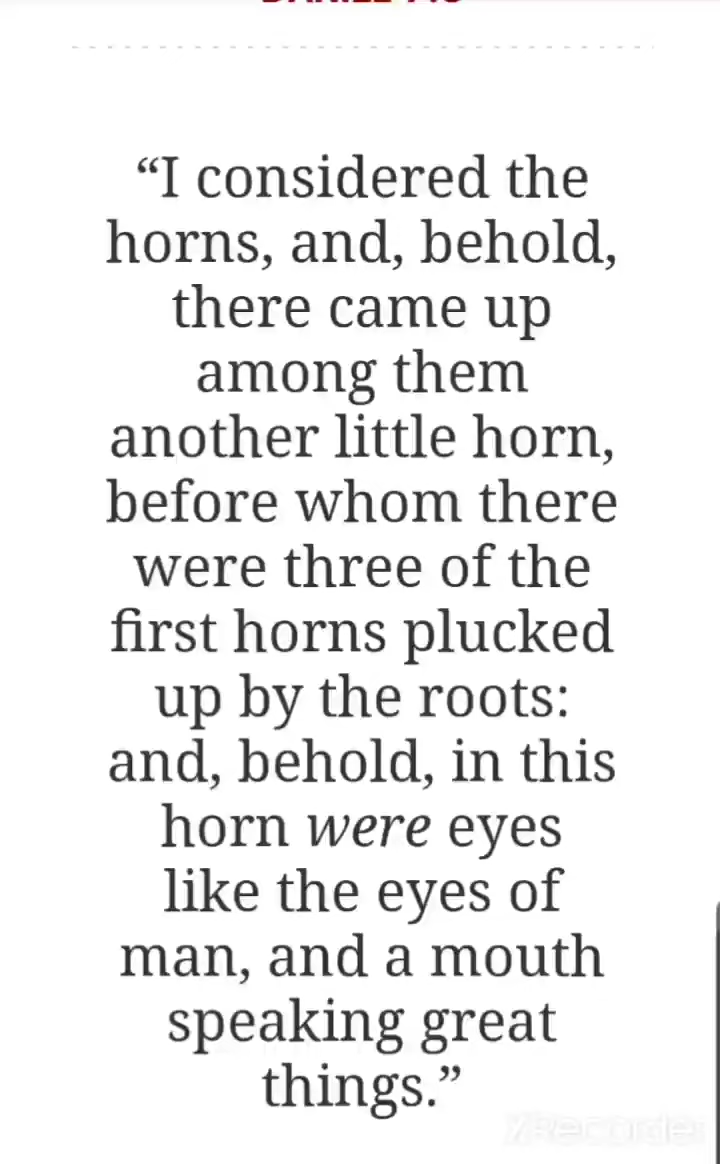 “I considered the
horns, and, behold,
there came up
among them
another little horn,
before whom there
were three of the
first horns plucked
up by the roots:
and, behold, in this
horn were eyes
like the eyes of
man, and a mouth
speaking great
things.”
XRecorder